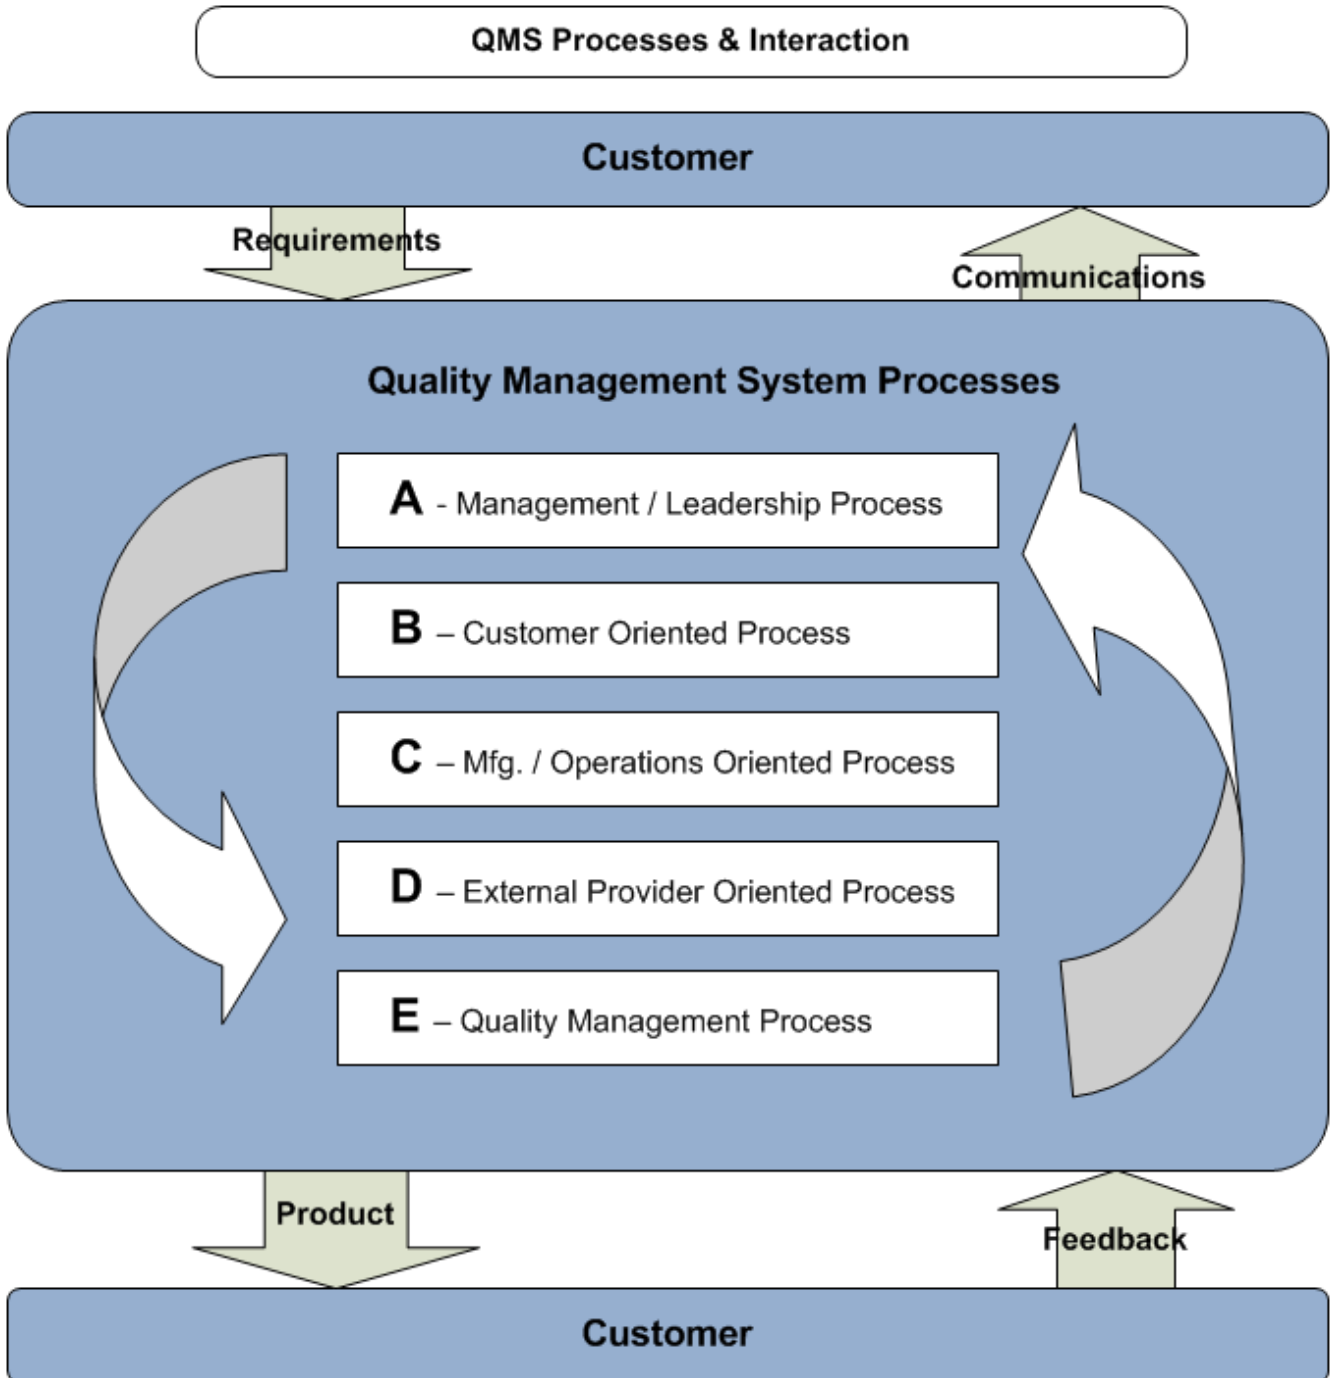 QMS Processes & Interaction
Customer
Requirements
Communications
Quality Management System Processes
A - Management / Leadership Process
B – Customer Oriented Process
C – Mfg. / Operations Oriented Process
D – External Provider Oriented Process
E – Quality Management Process
Product
Feedback
Customer